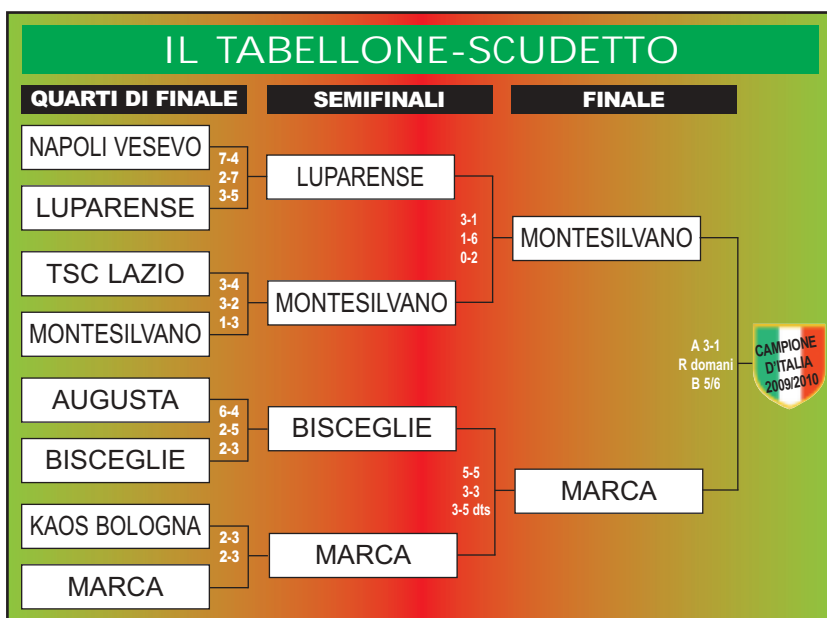 IL TABELLONE-SCUDETTO
QUARTI DI FINALE
SEMIFINALI
FINALE
NAPOLI VESEVO
7-4
2-7
3-5
LUPARENSE
TSC LAZIO
3-4
3-2
1-3
MONTESILVANO
AUGUSTA
6-4
2-5
2-3
BISCEGLIE
KAOS BOLOGNA
2-3
2-3
MARCA
LUPARENSE
3-1
1-6
0-2
MONTESILVANO
BISCEGLIE
5-5
3-3
3-5 dts
MARCA
MONTESILVANO
A 3-1
R domani
B 5/6
MARCA
CAMPIONE
D'ITALIA
2009/2010